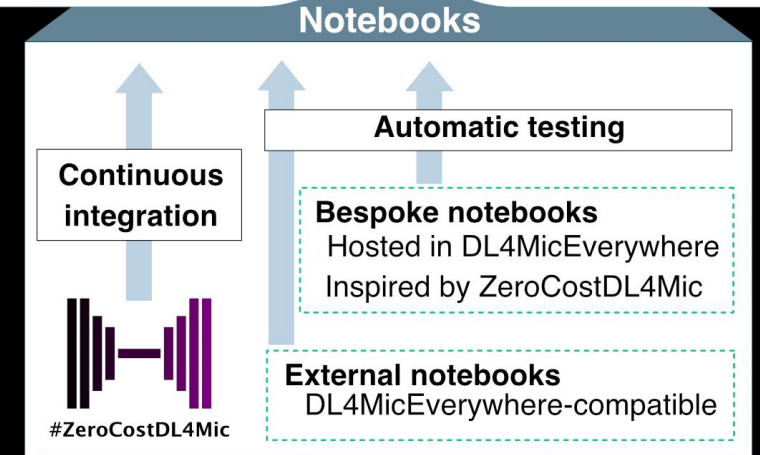 Notebooks
Automatic testing
Continuous
integration
Bespoke notebooks
Hosted in DL4MicEverywhere
Inspired by ZeroCostDL4Mic
External notebooks
DL4MicEverywhere-compatible
#ZeroCostDL4Mic